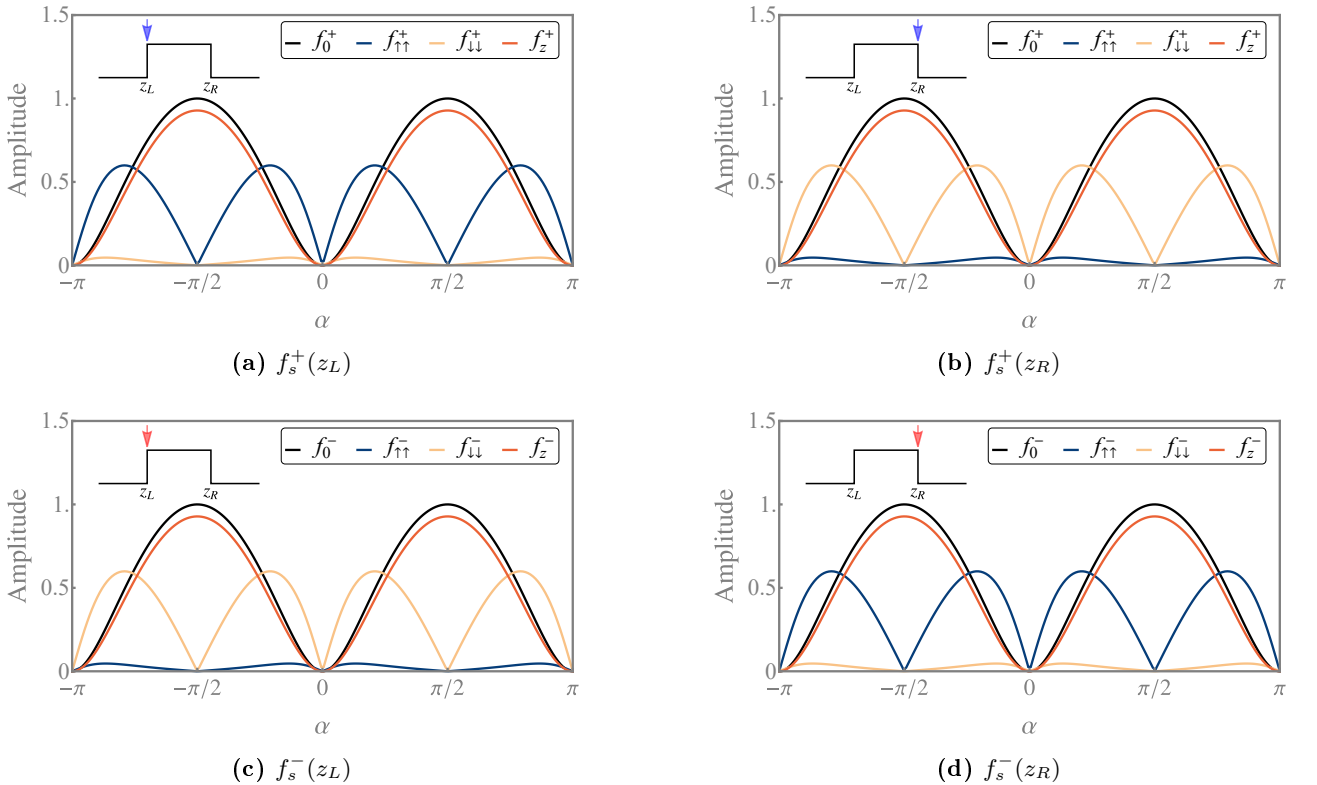 1.5
1.
0.5
0
Amplitude
z_L z_R
f_0^+ f_{↑↑}^+ f_{↓↓}^+ f_z^+
−π −π/2 0 π/2 π
α
(a) f_s^+(z_L)
1.5
1.
0.5
0
Amplitude
z_L z_R
f_0^+ f_{↑↑}^+ f_{↓↓}^+ f_z^+
−π −π/2 0 π/2 π
α
(b) f_s^+(z_R)
1.5
1.
0.5
0
Amplitude
z_L z_R
f_0^− f_{↑↑}^− f_{↓↓}^− f_z^−
−π −π/2 0 π/2 π
α
(c) f_s^−(z_L)
1.5
1.
0.5
0
Amplitude
z_L z_R
f_0^− f_{↑↑}^− f_{↓↓}^− f_z^−
−π −π/2 0 π/2 π
α
(d) f_s^−(z_R)